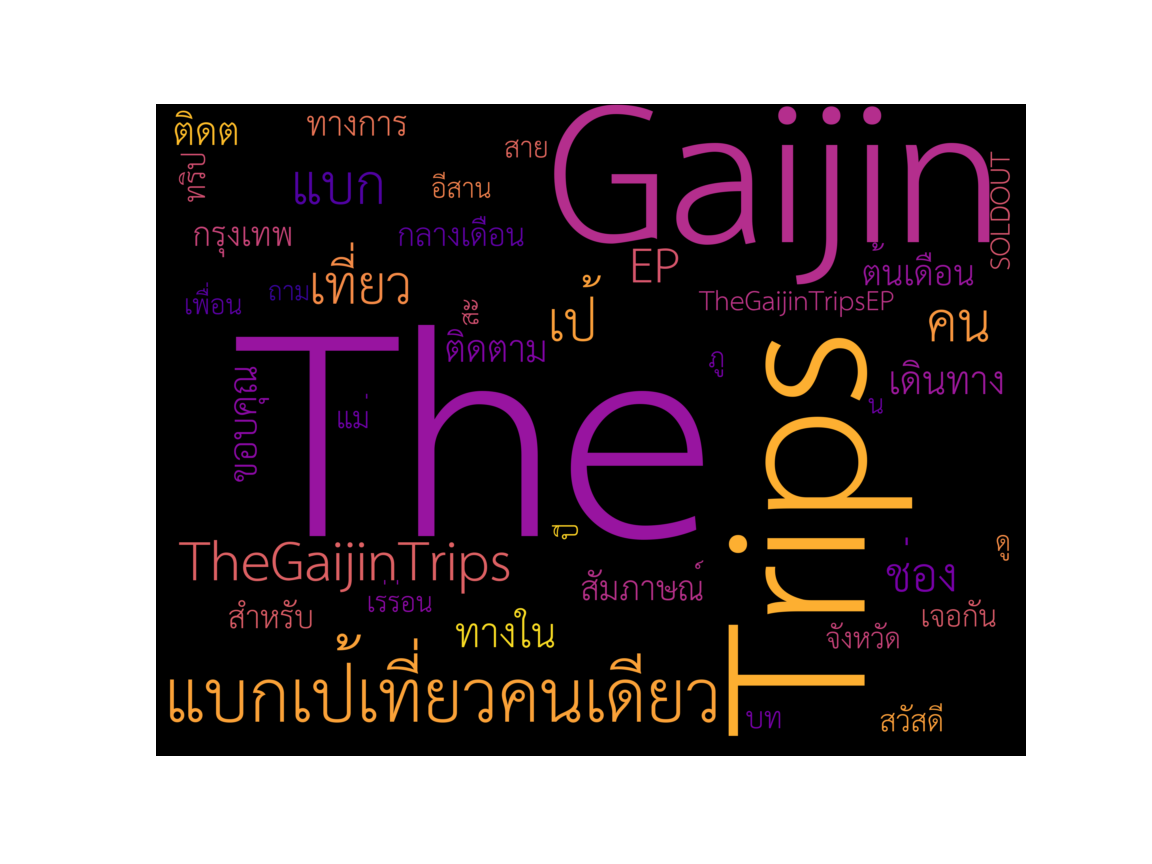 ติดต
ทางการ
Gaijin
สาย
ทริป
แบก
อีสาน
SOLDOUT
กรุงเทพ
กลางเดือน
EP
ต้นเดือน
เที่ยว
ถาม
เพื่อน
เป้
TheGaijinTripsEP
คน
The
ติดตาม
ภู
Trips
เดินทาง
น
ขอบคุณ
แม่
ปี
ดู
TheGaijinTrips
สัมภาษณ์
ช่อง
เร่ร่อน
สำหรับ
ทางใน
เจอกัน
จังหวัด
แบกเป้เที่ยวคนเดียว
บท
สวัสดี